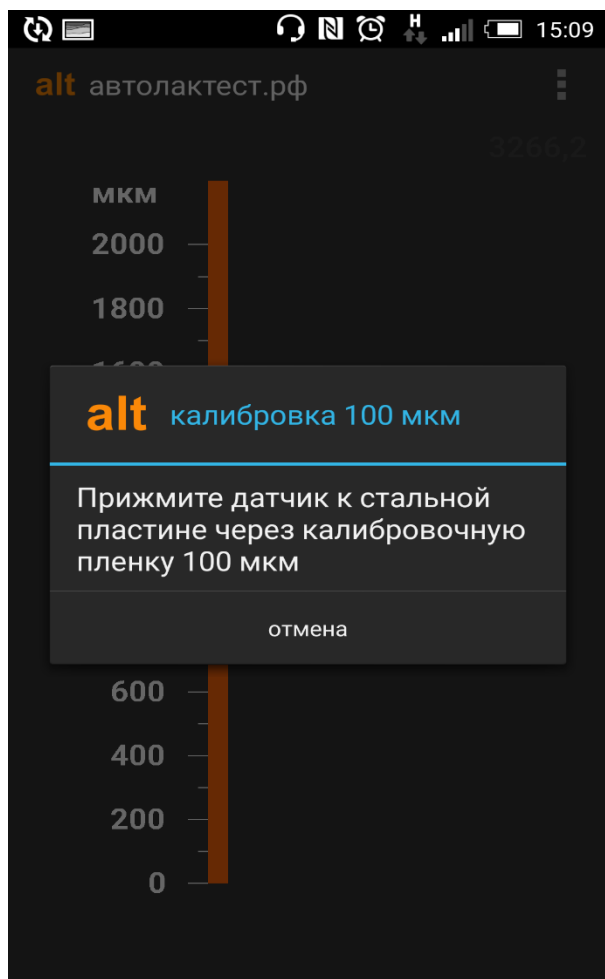 H
15:09
alt автолактест.рф
3266,2
мкм
2000
1800
1600
alt калибровка 100 мкм
Прижмите датчик к стальной
пластине через калибровочную
пленку 100 мкм
отмена
600
400
200
0